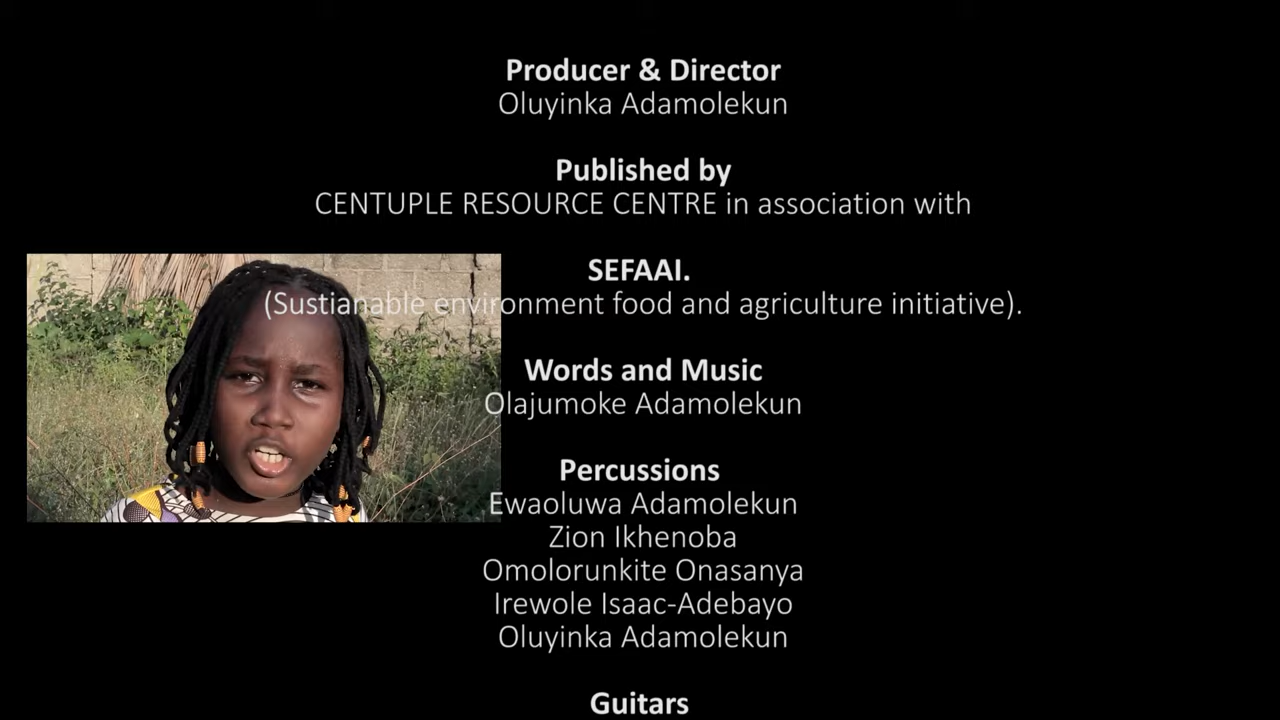 Producer & Director
Oluyinka Adamolekun
Published by
CENTUPLE RESOURCE CENTRE in association with
SEFAAI.
(Sustianable environment food and agriculture initiative).
Words and Music
Olajumoke Adamolekun
Percussions
Ewaoluwa Adamolekun
Zion Ikhenoba
Omolorunkite Onasanya
Irewole Isaac-Adebayo
Oluyinka Adamolekun
Guitars